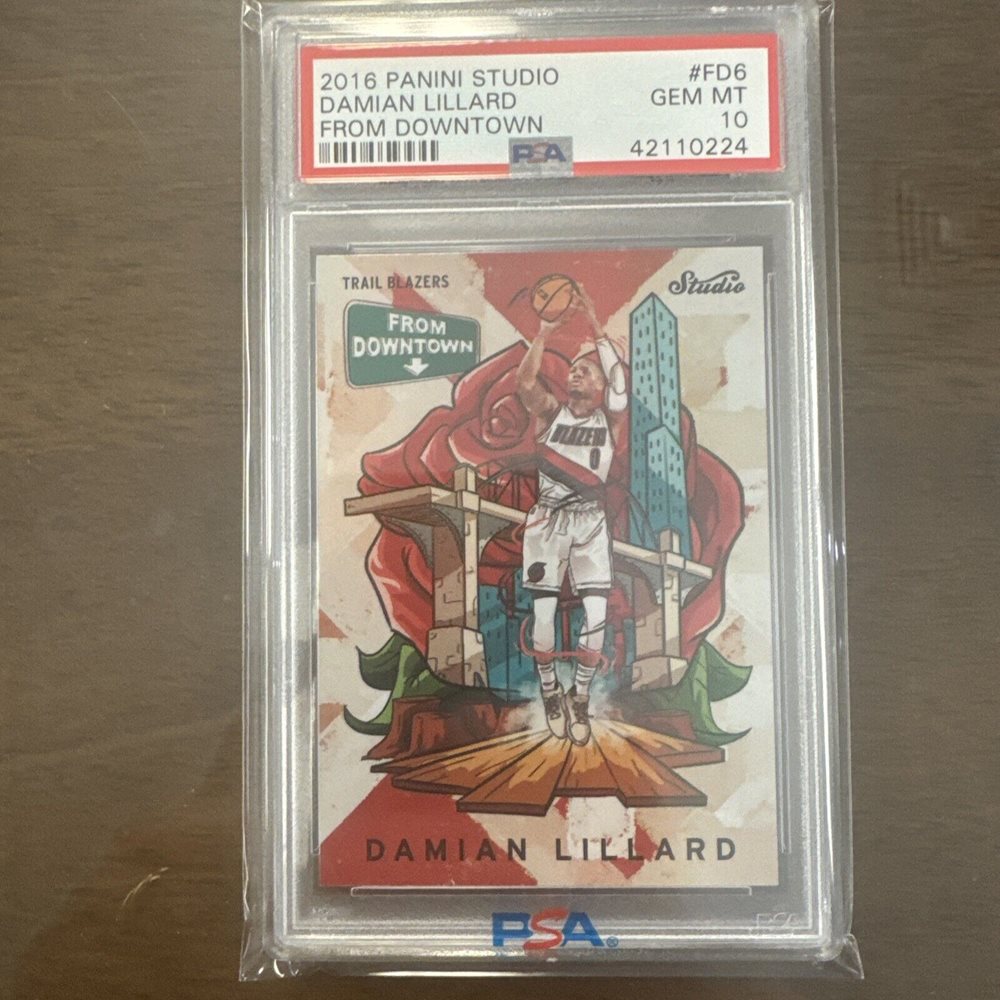 2016 PANINI STUDIO
#FD6
DAMIAN LILLARD
GEM MT
FROM DOWNTOWN
10
PSA
42110224
TRAIL BLAZERS
Studio
FROM
DOWNTOWN
BLAZERS
0
DAMIAN LILLARD
PSA®
PSA